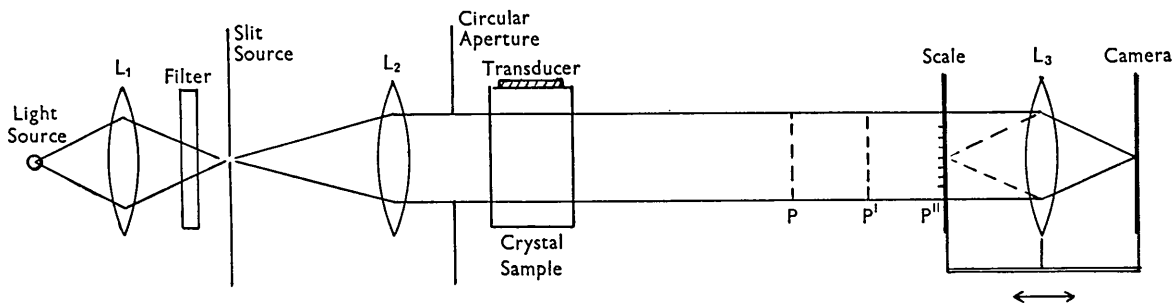 Light
Source
L₁
Filter
Slit
Source
L₂
Circular
Aperture
Transducer
Crystal
Sample
P
P'
P"
Scale
L₃
Camera